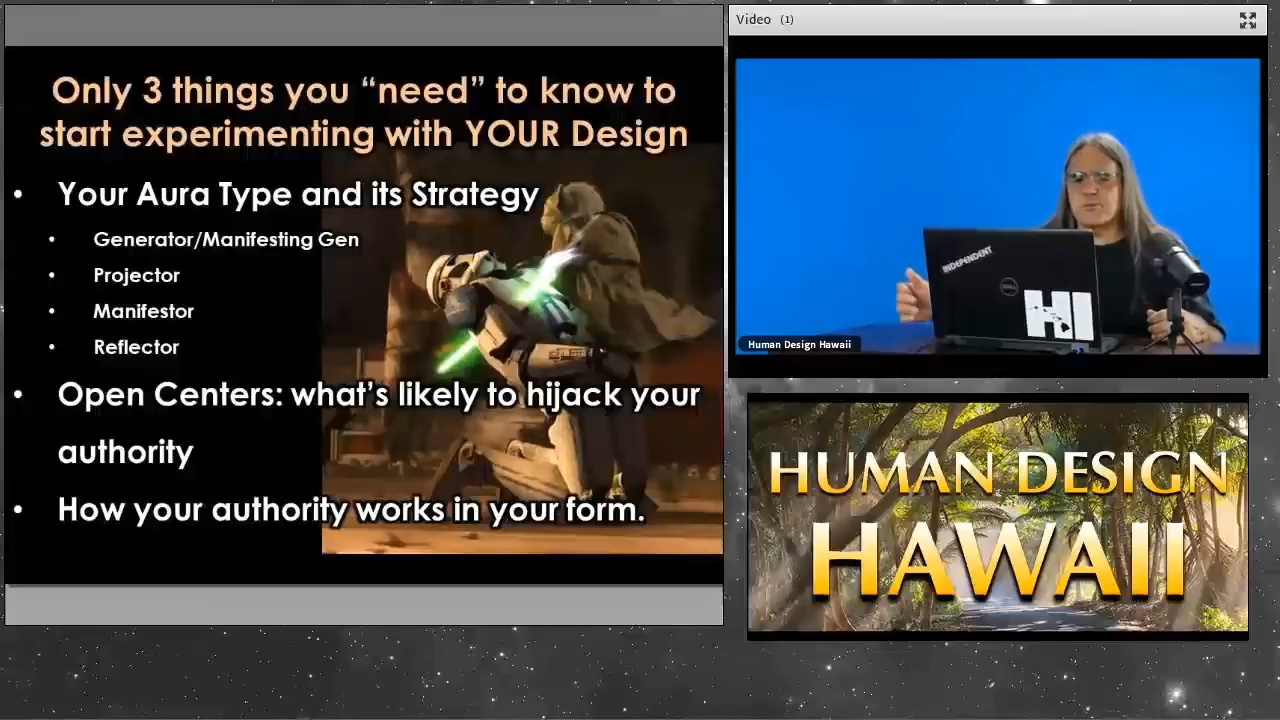 Only 3 things you “need” to know to
start experimenting with YOUR Design
• Your Aura Type and its Strategy
• Generator/Manifesting Gen
• Projector
• Manifestor
• Reflector
• Open Centers: what’s likely to hijack your
authority
• How your authority works in your form.
Video (1)
INDEPENDENT
DELL
HI
Human Design Hawaii
HUMAN DESIGN
HAWAII